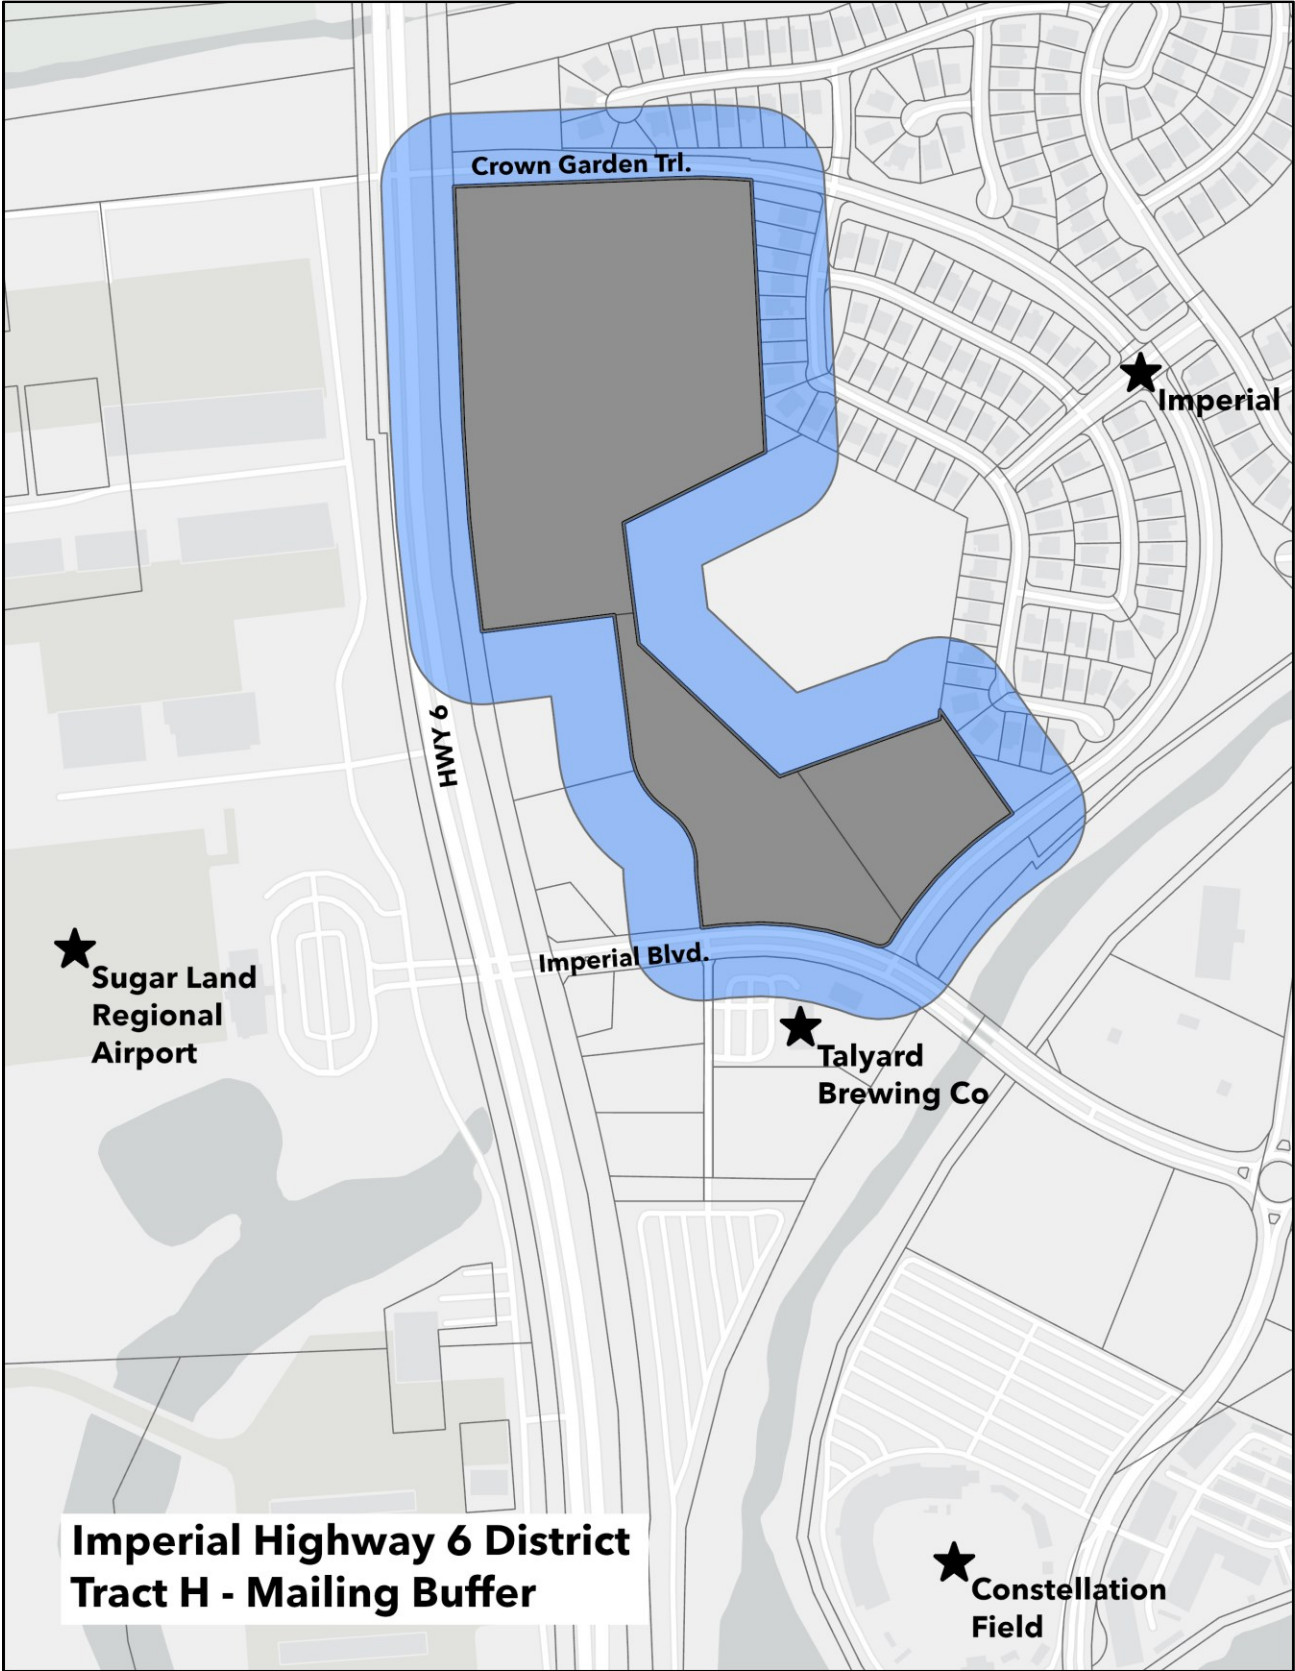 Crown Garden Trl.
Imperial
HWY 6
Imperial Blvd.
Sugar Land
Regional
Airport
Talyard
Brewing Co
Imperial Highway 6 District
Tract H - Mailing Buffer
Constellation
Field